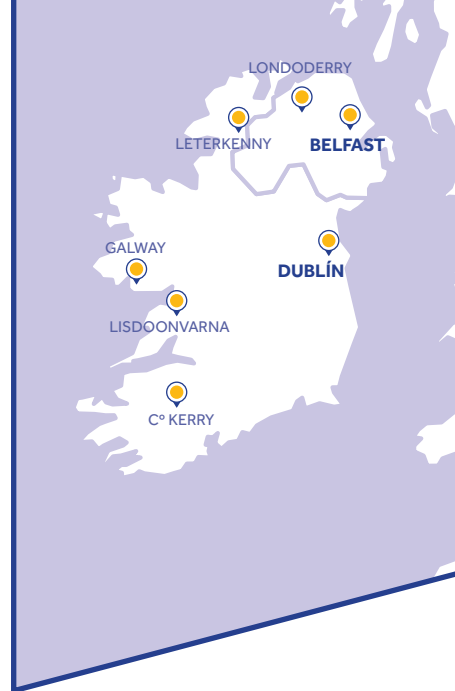 LONDODERRY
LETERKENNY
BELFAST
GALWAY
DUBLÍN
LISDOONVARNA
Cº KERRY